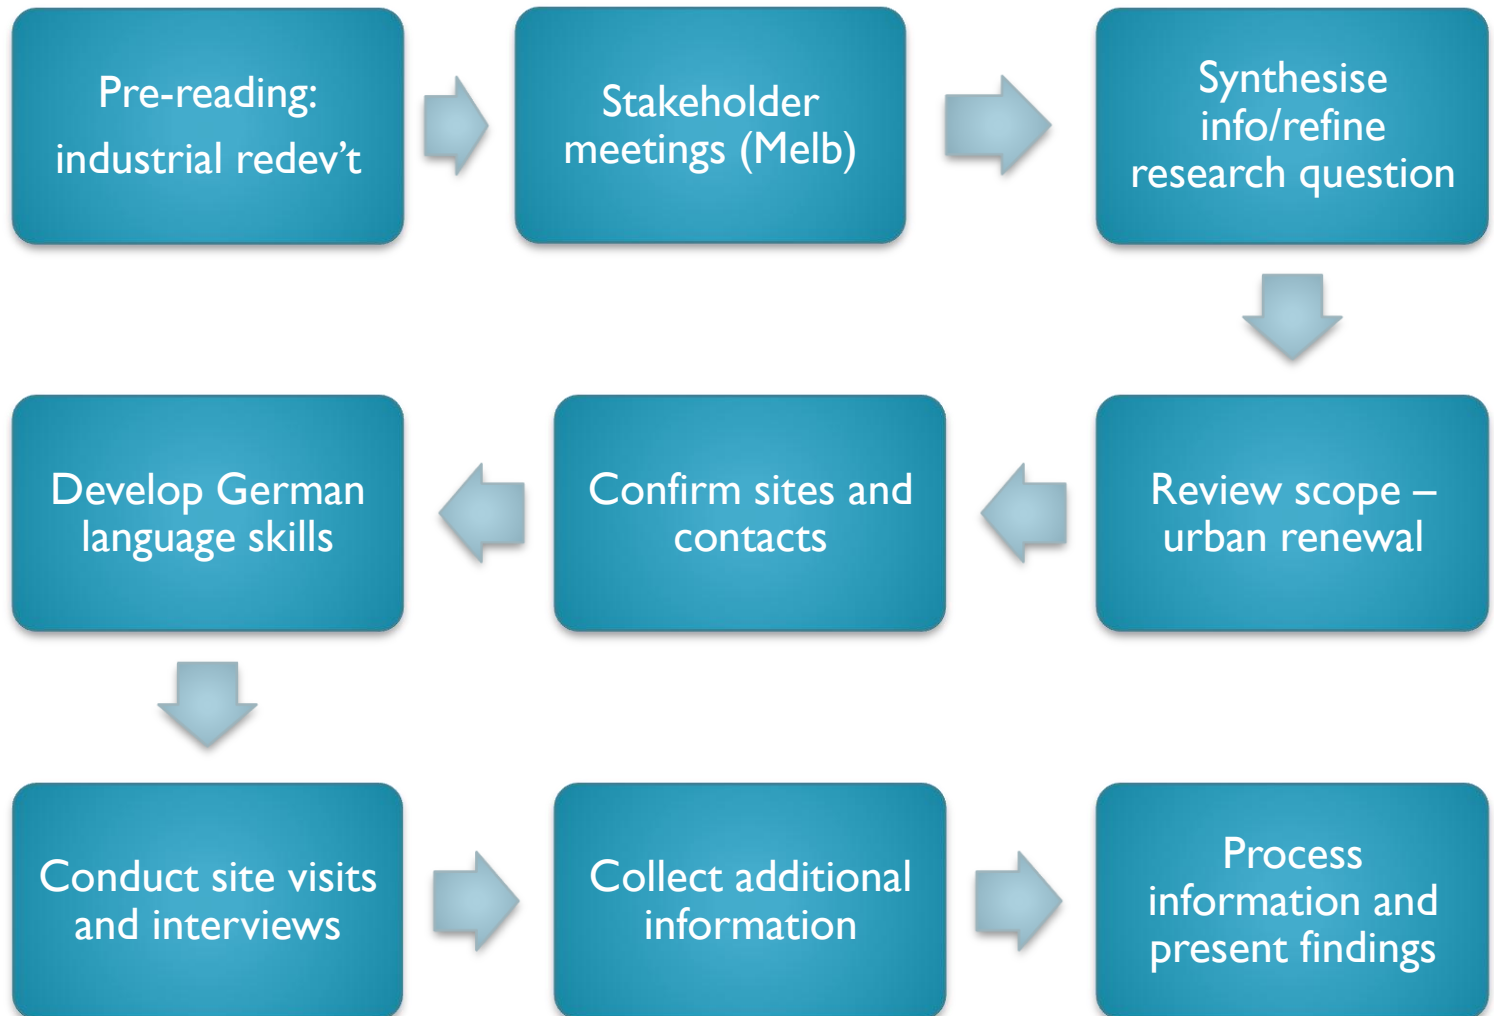 Pre-reading:
industrial redev’t
Stakeholder
meetings (Melb)
Synthesise
info/refine
research question
Review scope –
urban renewal
Confirm sites and
contacts
Develop German
language skills
Conduct site visits
and interviews
Collect additional
information
Process
information and
present findings